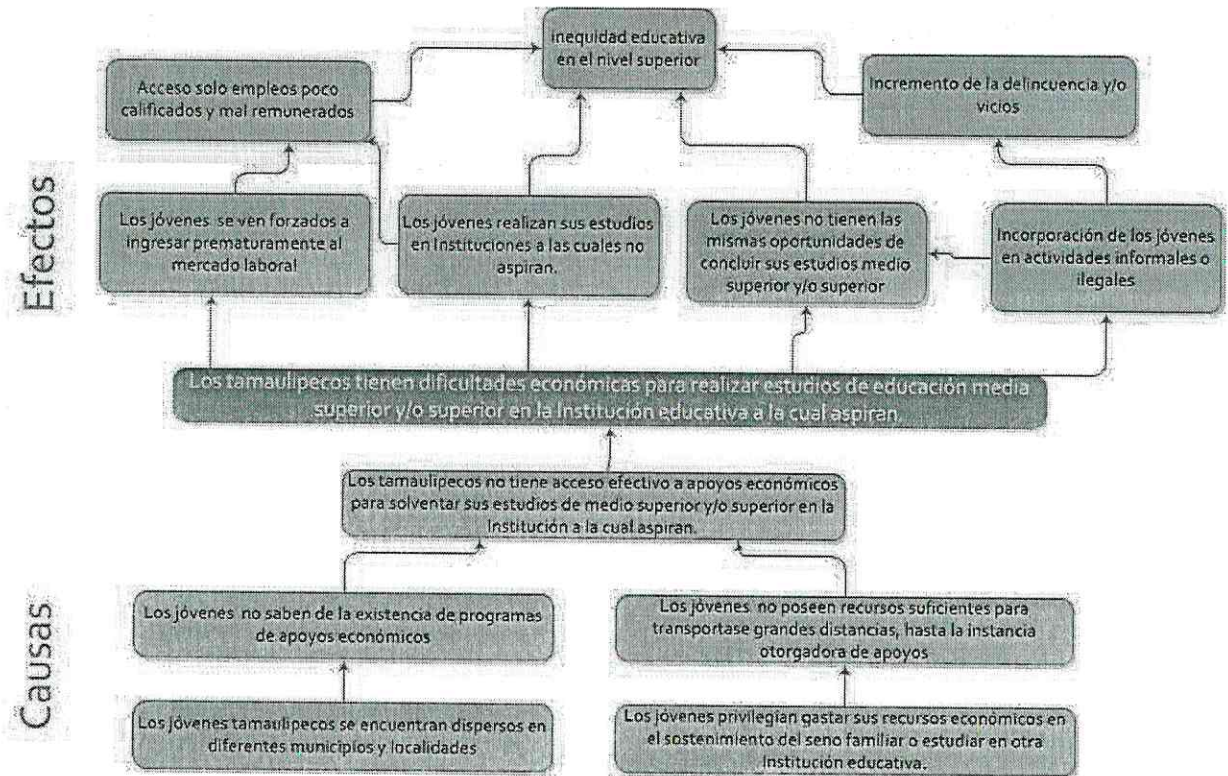 inequidad educativa
en el nivel superior
Acceso solo empleos poco
calificados y mal remunerados
Incremento de la delincuencia y/o
vicios
Efectos
Los jóvenes se ven forzados a
ingresar prematuramente al
mercado laboral
Los jóvenes realizan sus estudios
en Instituciones a las cuales no
aspiran.
Los jóvenes no tienen las
mismas oportunidades de
concluir sus estudios medio
superior y/o superior
Incorporación de los jóvenes
en actividades informales o
ilegales
Los tamaulipecos tienen dificultades económicas para realizar estudios de educación media
superior y/o superior en la Institución educativa a la cual aspiran.
Los tamaulipecos no tiene acceso efectivo a apoyos económicos
para solventar sus estudios de medio superior y/o superior en la
Institución a la cual aspiran.
Causas
Los jóvenes no saben de la existencia de programas
de apoyos económicos
Los jóvenes no poseen recursos suficientes para
transportase grandes distancias, hasta la instancia
otorgadora de apoyos
Los jóvenes tamaulipecos se encuentran dispersos en
diferentes municipios y localidades
Los jóvenes privilegian gastar sus recursos económicos en
el sostenimiento del seno familiar o estudiar en otra
Institución educativa.